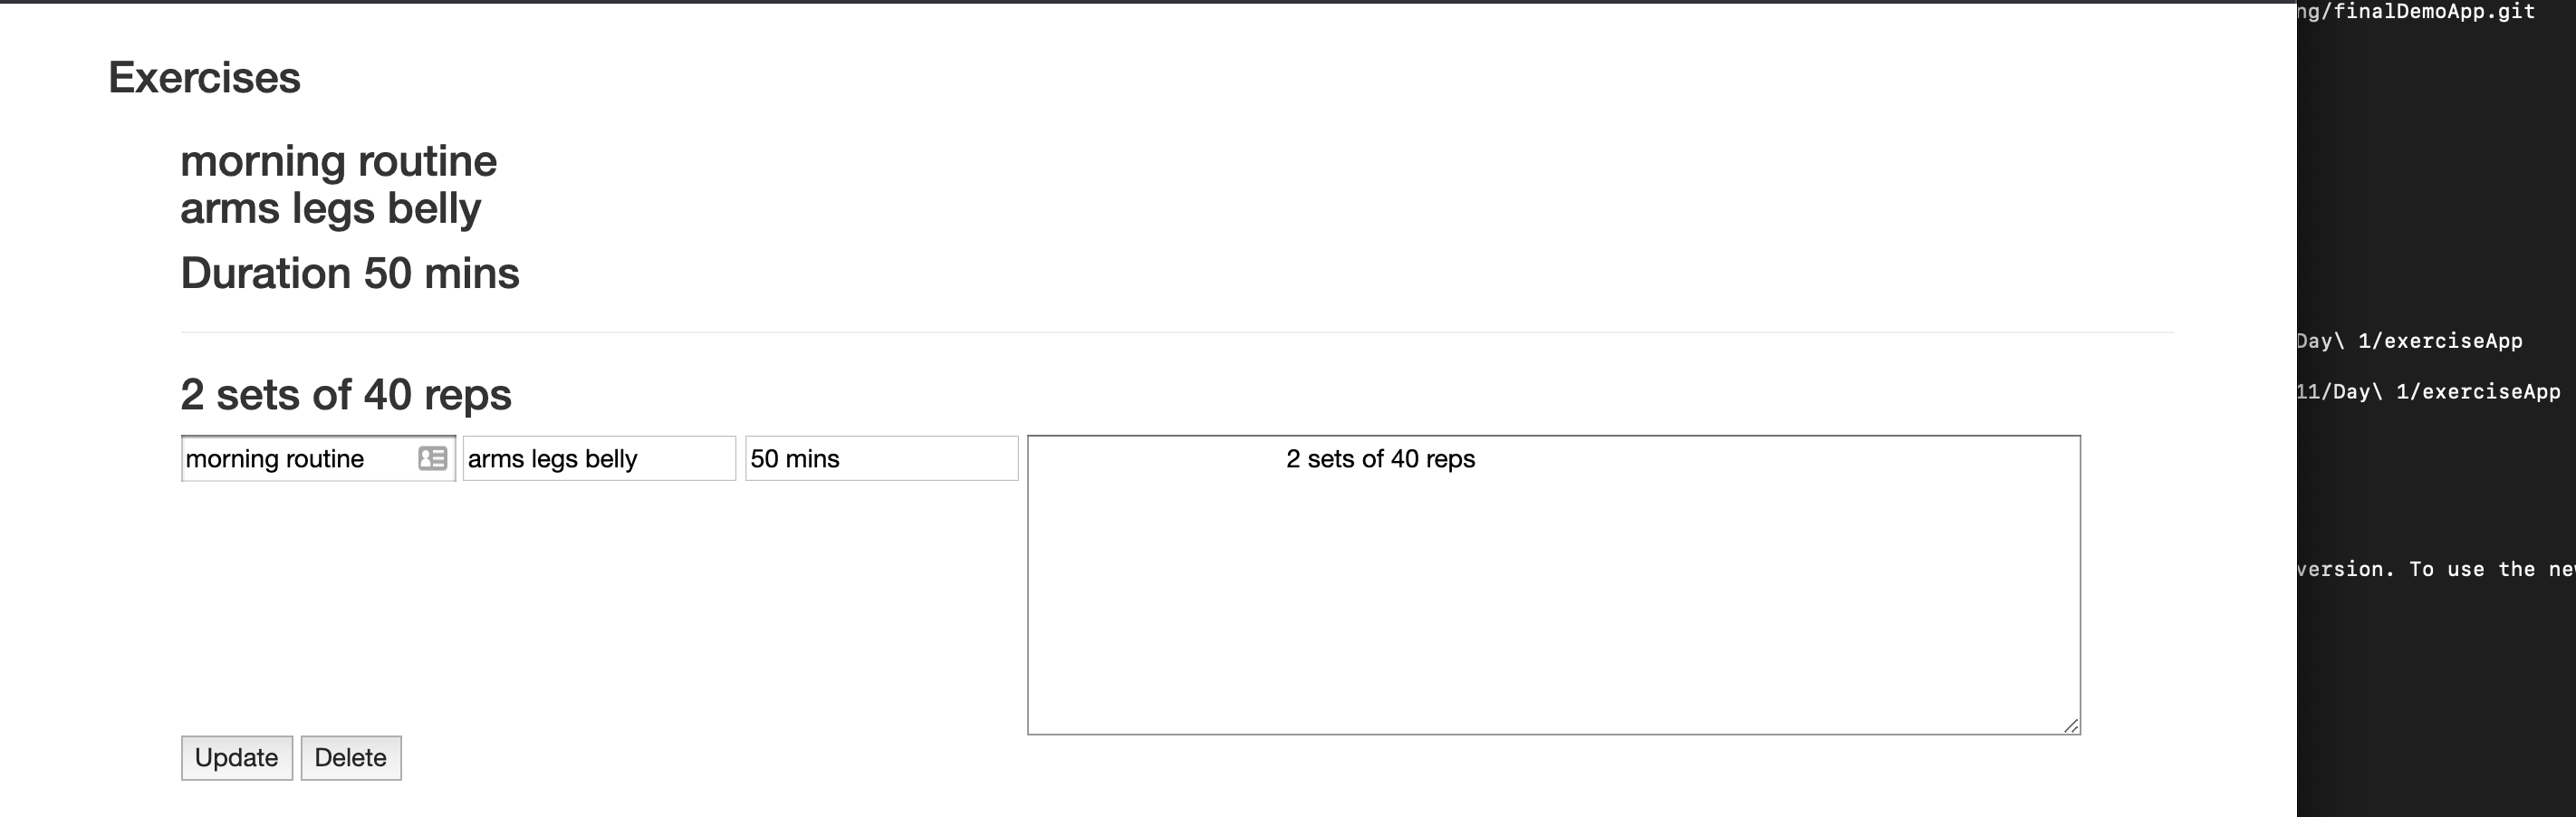 Exercises
morning routine
arms legs belly
Duration 50 mins
2 sets of 40 reps
morning routine arms legs belly 50 mins 2 sets of 40 reps
Update Delete
ng/finalDemoApp.git
Day\ 1/exerciseApp
11/Day\ 1/exerciseApp
version. To use the